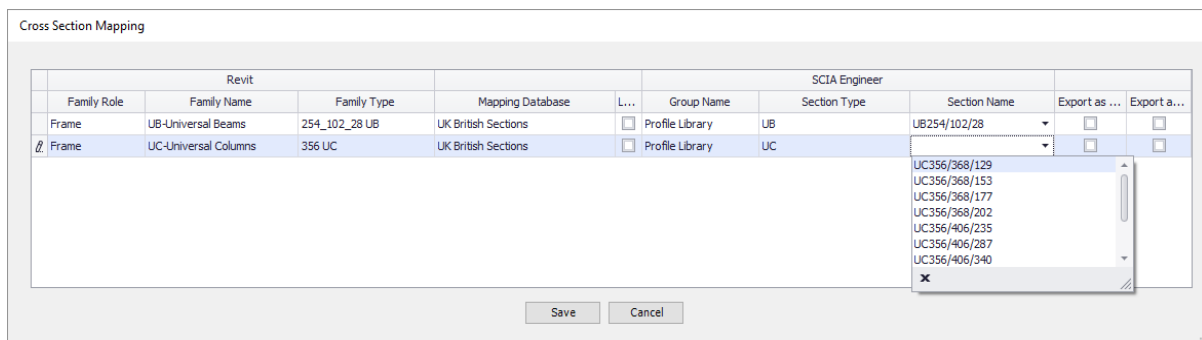 Cross Section Mapping
Revit SCIA Engineer
Family Role Family Name Family Type Mapping Database L... Group Name Section Type Section Name Export as ... Export a...
Frame UB-Universal Beams 254_102_28 UB UK British Sections Profile Library UB UB254/102/28
Frame UC-Universal Columns 356 UC UK British Sections Profile Library UC
UC356/368/129
UC356/368/153
UC356/368/177
UC356/368/202
UC356/406/235
UC356/406/287
UC356/406/340
Save Cancel